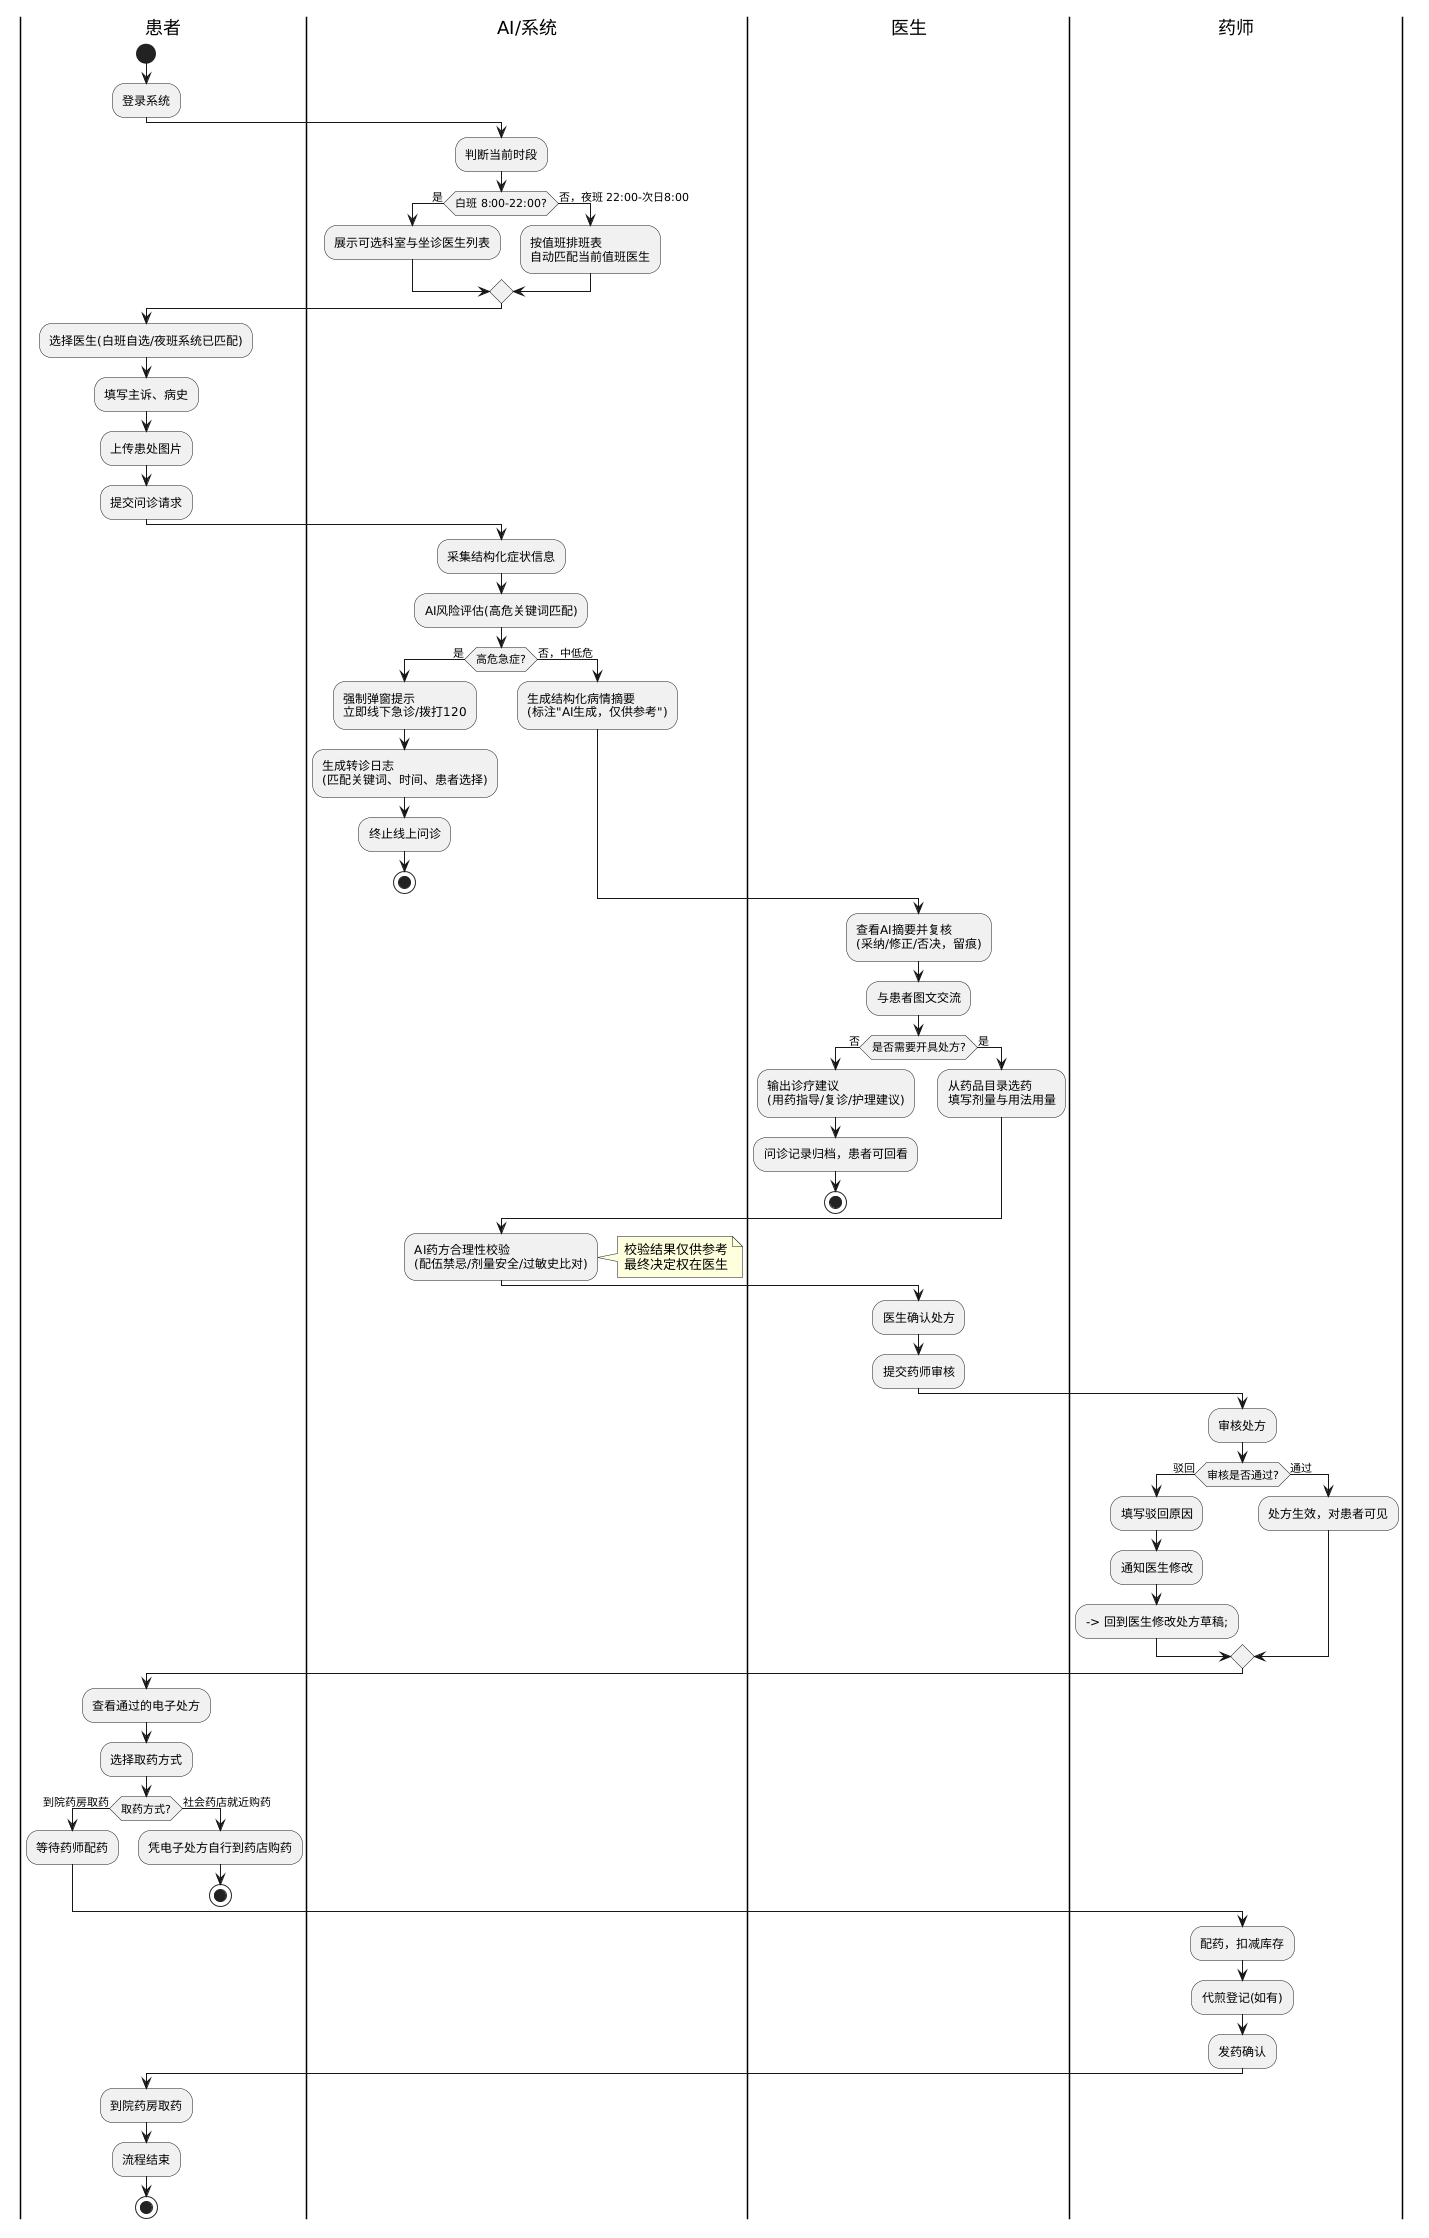 患者
AI/系统
医生
药师
登录系统
判断当前时段
是
白班 8:00-22:00?
否，夜班 22:00-次日8:00
展示可选科室与坐诊医生列表
按值班排班表
自动匹配当前值班医生
选择医生(白班自选/夜班系统已匹配)
填写主诉、病史
上传患处图片
提交问诊请求
采集结构化症状信息
AI风险评估(高危关键词匹配)
是
高危急症?
否，中低危
强制弹窗提示
立即线下急诊/拨打120
生成结构化病情摘要
(标注"AI生成，仅供参考")
生成转诊日志
(匹配关键词、时间、患者选择)
终止线上问诊
查看AI摘要并复核
(采纳/修正/否决，留痕)
与患者图文交流
否
是否需要开具处方?
是
输出诊疗建议
(用药指导/复诊/护理建议)
从药品目录选药
填写剂量与用法用量
问诊记录归档，患者可回看
AI药方合理性校验
(配伍禁忌/剂量安全/过敏史比对)
校验结果仅供参考
最终决定权在医生
医生确认处方
提交药师审核
审核处方
驳回
审核是否通过?
通过
填写驳回原因
处方生效，对患者可见
通知医生修改
-> 回到医生修改处方草稿;
查看通过的电子处方
选择取药方式
到院药房取药
取药方式?
社会药店就近购药
等待药师配药
凭电子处方自行到药店购药
配药，扣减库存
代煎登记(如有)
发药确认
到院药房取药
流程结束